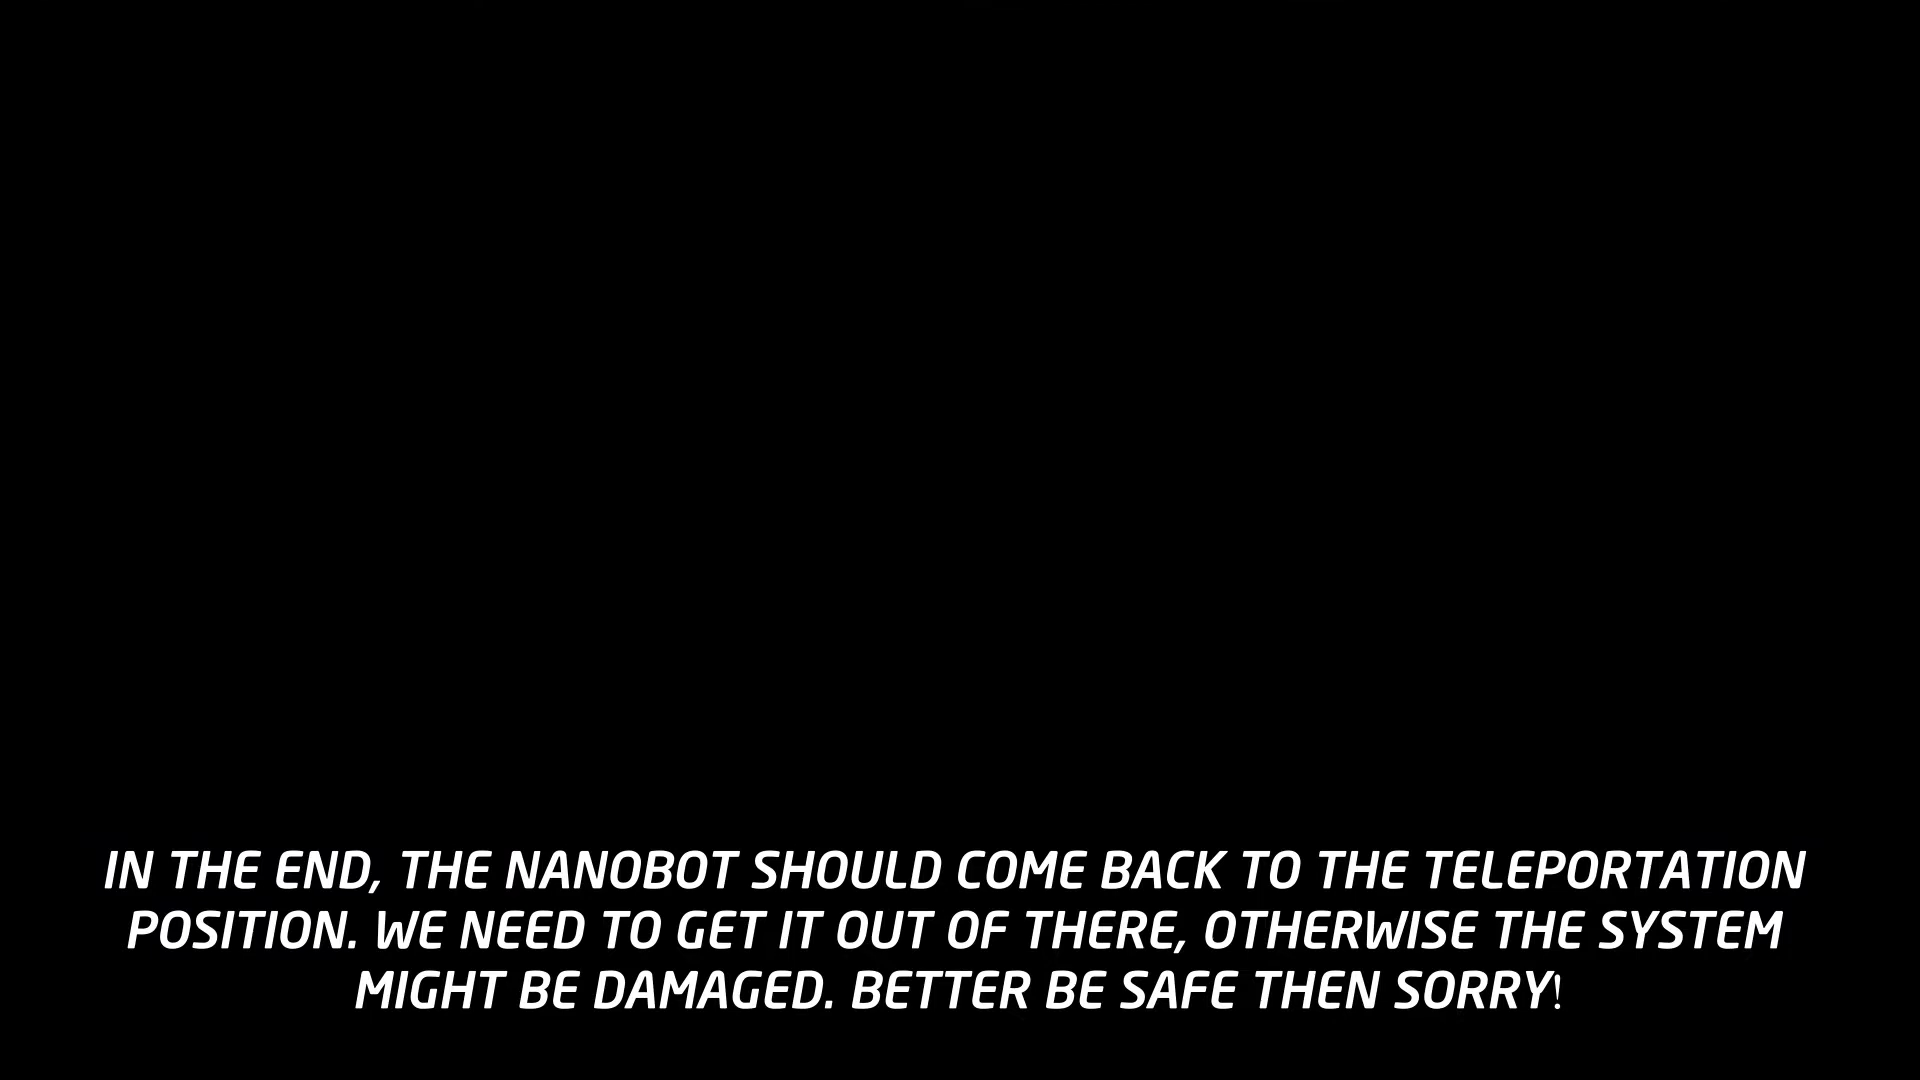 IN THE END, THE NANOBOT SHOULD COME BACK TO THE TELEPORTATION
POSITION. WE NEED TO GET IT OUT OF THERE, OTHERWISE THE SYSTEM
MIGHT BE DAMAGED. BETTER BE SAFE THEN SORRY!